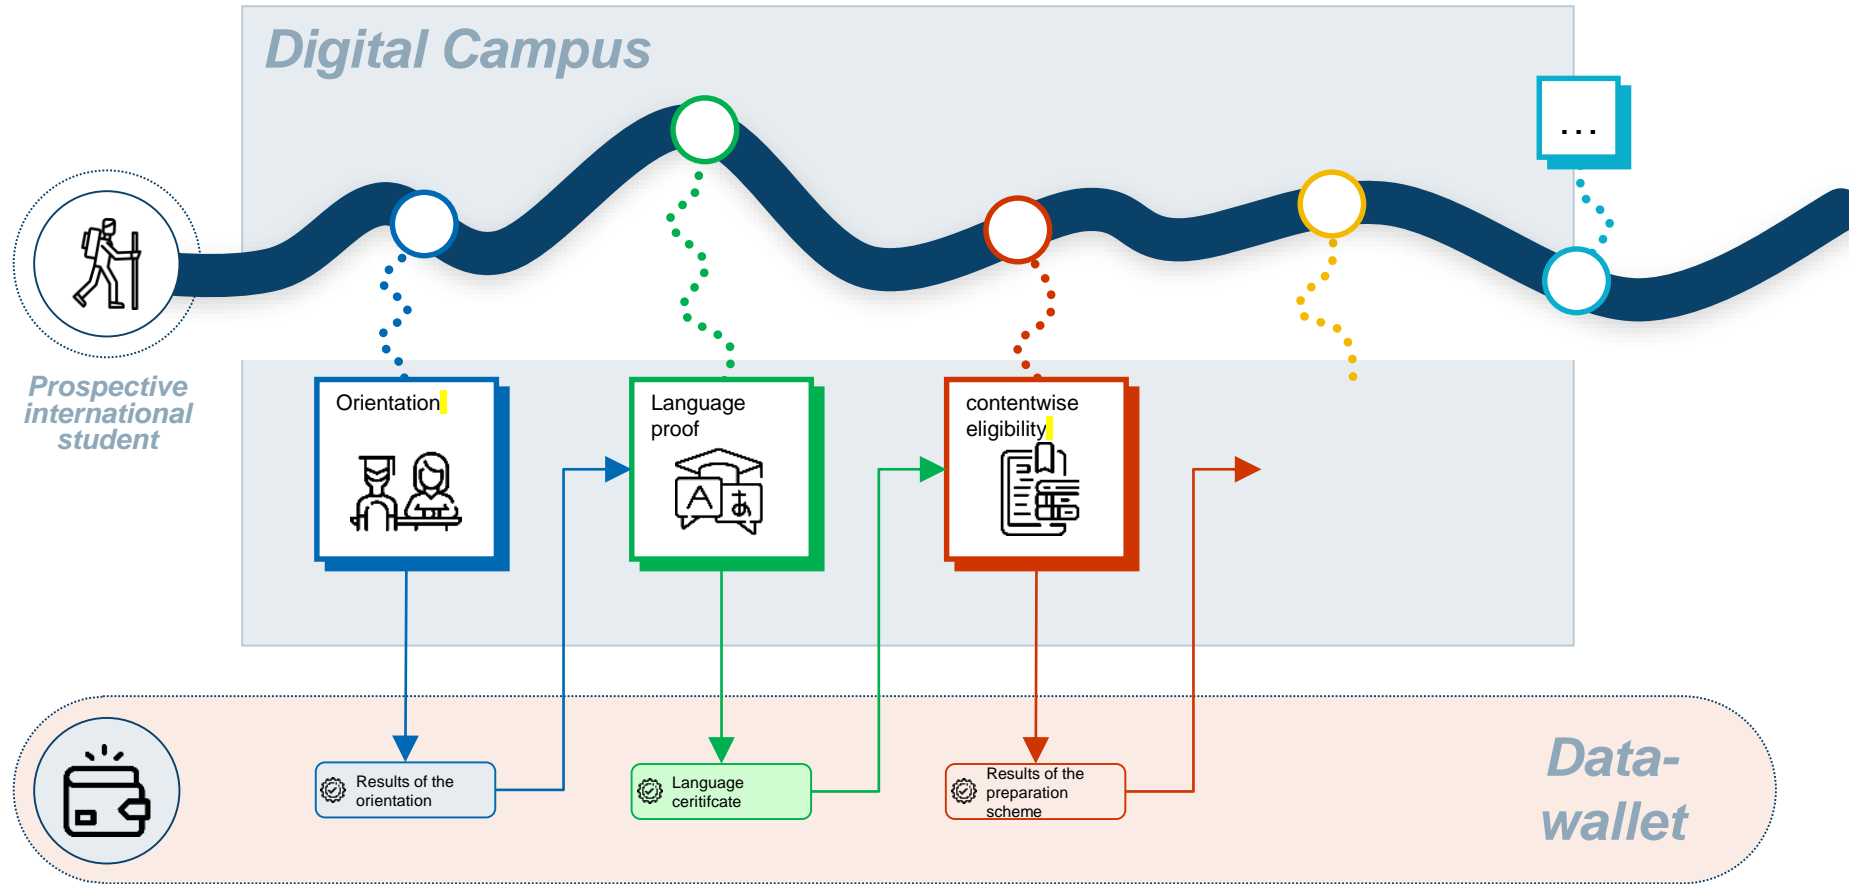 Digital Campus
...
Prospective
international
student
Orientation
Language
proof
contentwise
eligibility
A あ
Results of the
orientation
Language
ceritifcate
Results of the
preparation
scheme
Data-
wallet